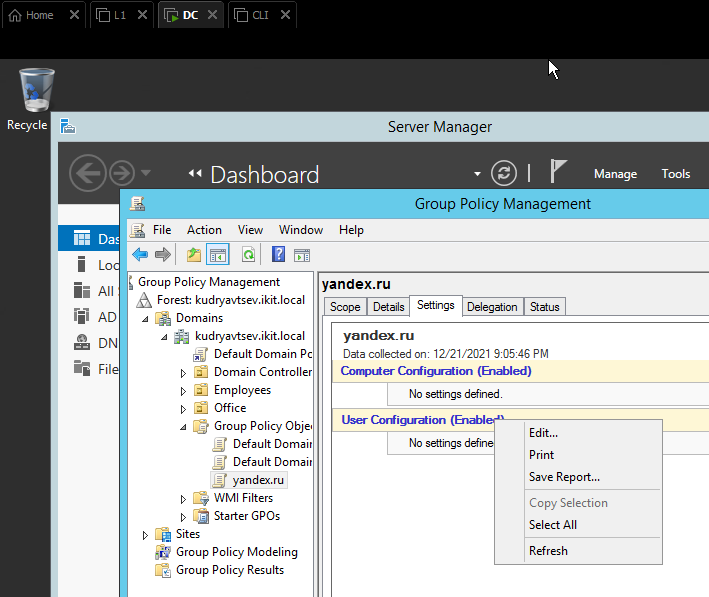 Home
L1
DC
CLI
Recycle
Server Manager
Dashboard
Manage
Tools
Group Policy Management
File
Action
View
Window
Help
Das
Loc
All S
AD
DN
File
Group Policy Management
Forest: kudryavtsev.ikit.local
Domains
kudryavtsev.ikit.local
Default Domain Po
Domain Controller
Employees
Office
Group Policy Obje
Default Domain
Default Domain
yandex.ru
WMI Filters
Starter GPOs
Sites
Group Policy Modeling
Group Policy Results
yandex.ru
Scope
Details
Settings
Delegation
Status
yandex.ru
Data collected on: 12/21/2021 9:05:46 PM
Computer Configuration (Enabled)
No settings defined.
User Configuration (Enabled)
No settings define
Edit...
Print
Save Report...
Copy Selection
Select All
Refresh